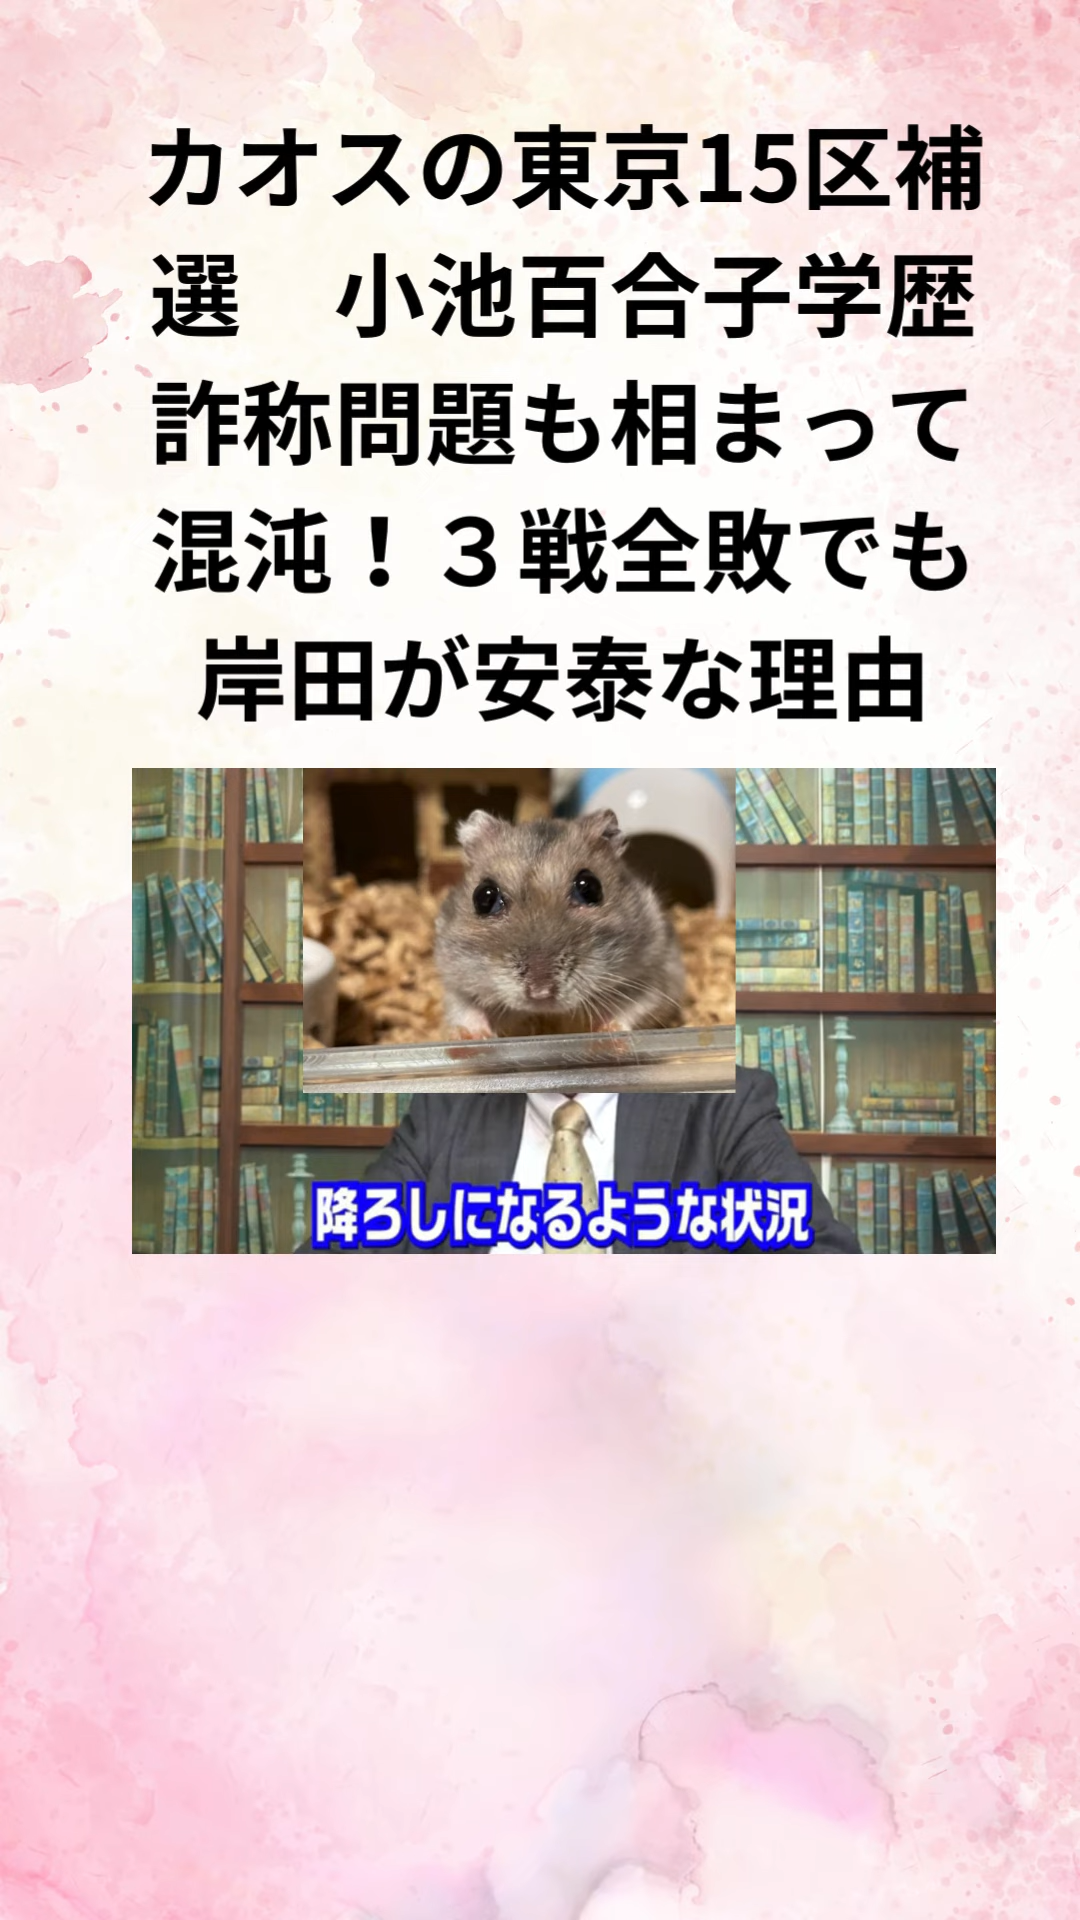 カオスの東京15区補
選　小池百合子学歴
詐称問題も相まって
混沌！３戦全敗でも
岸田が安泰な理由
降ろしになるような状況